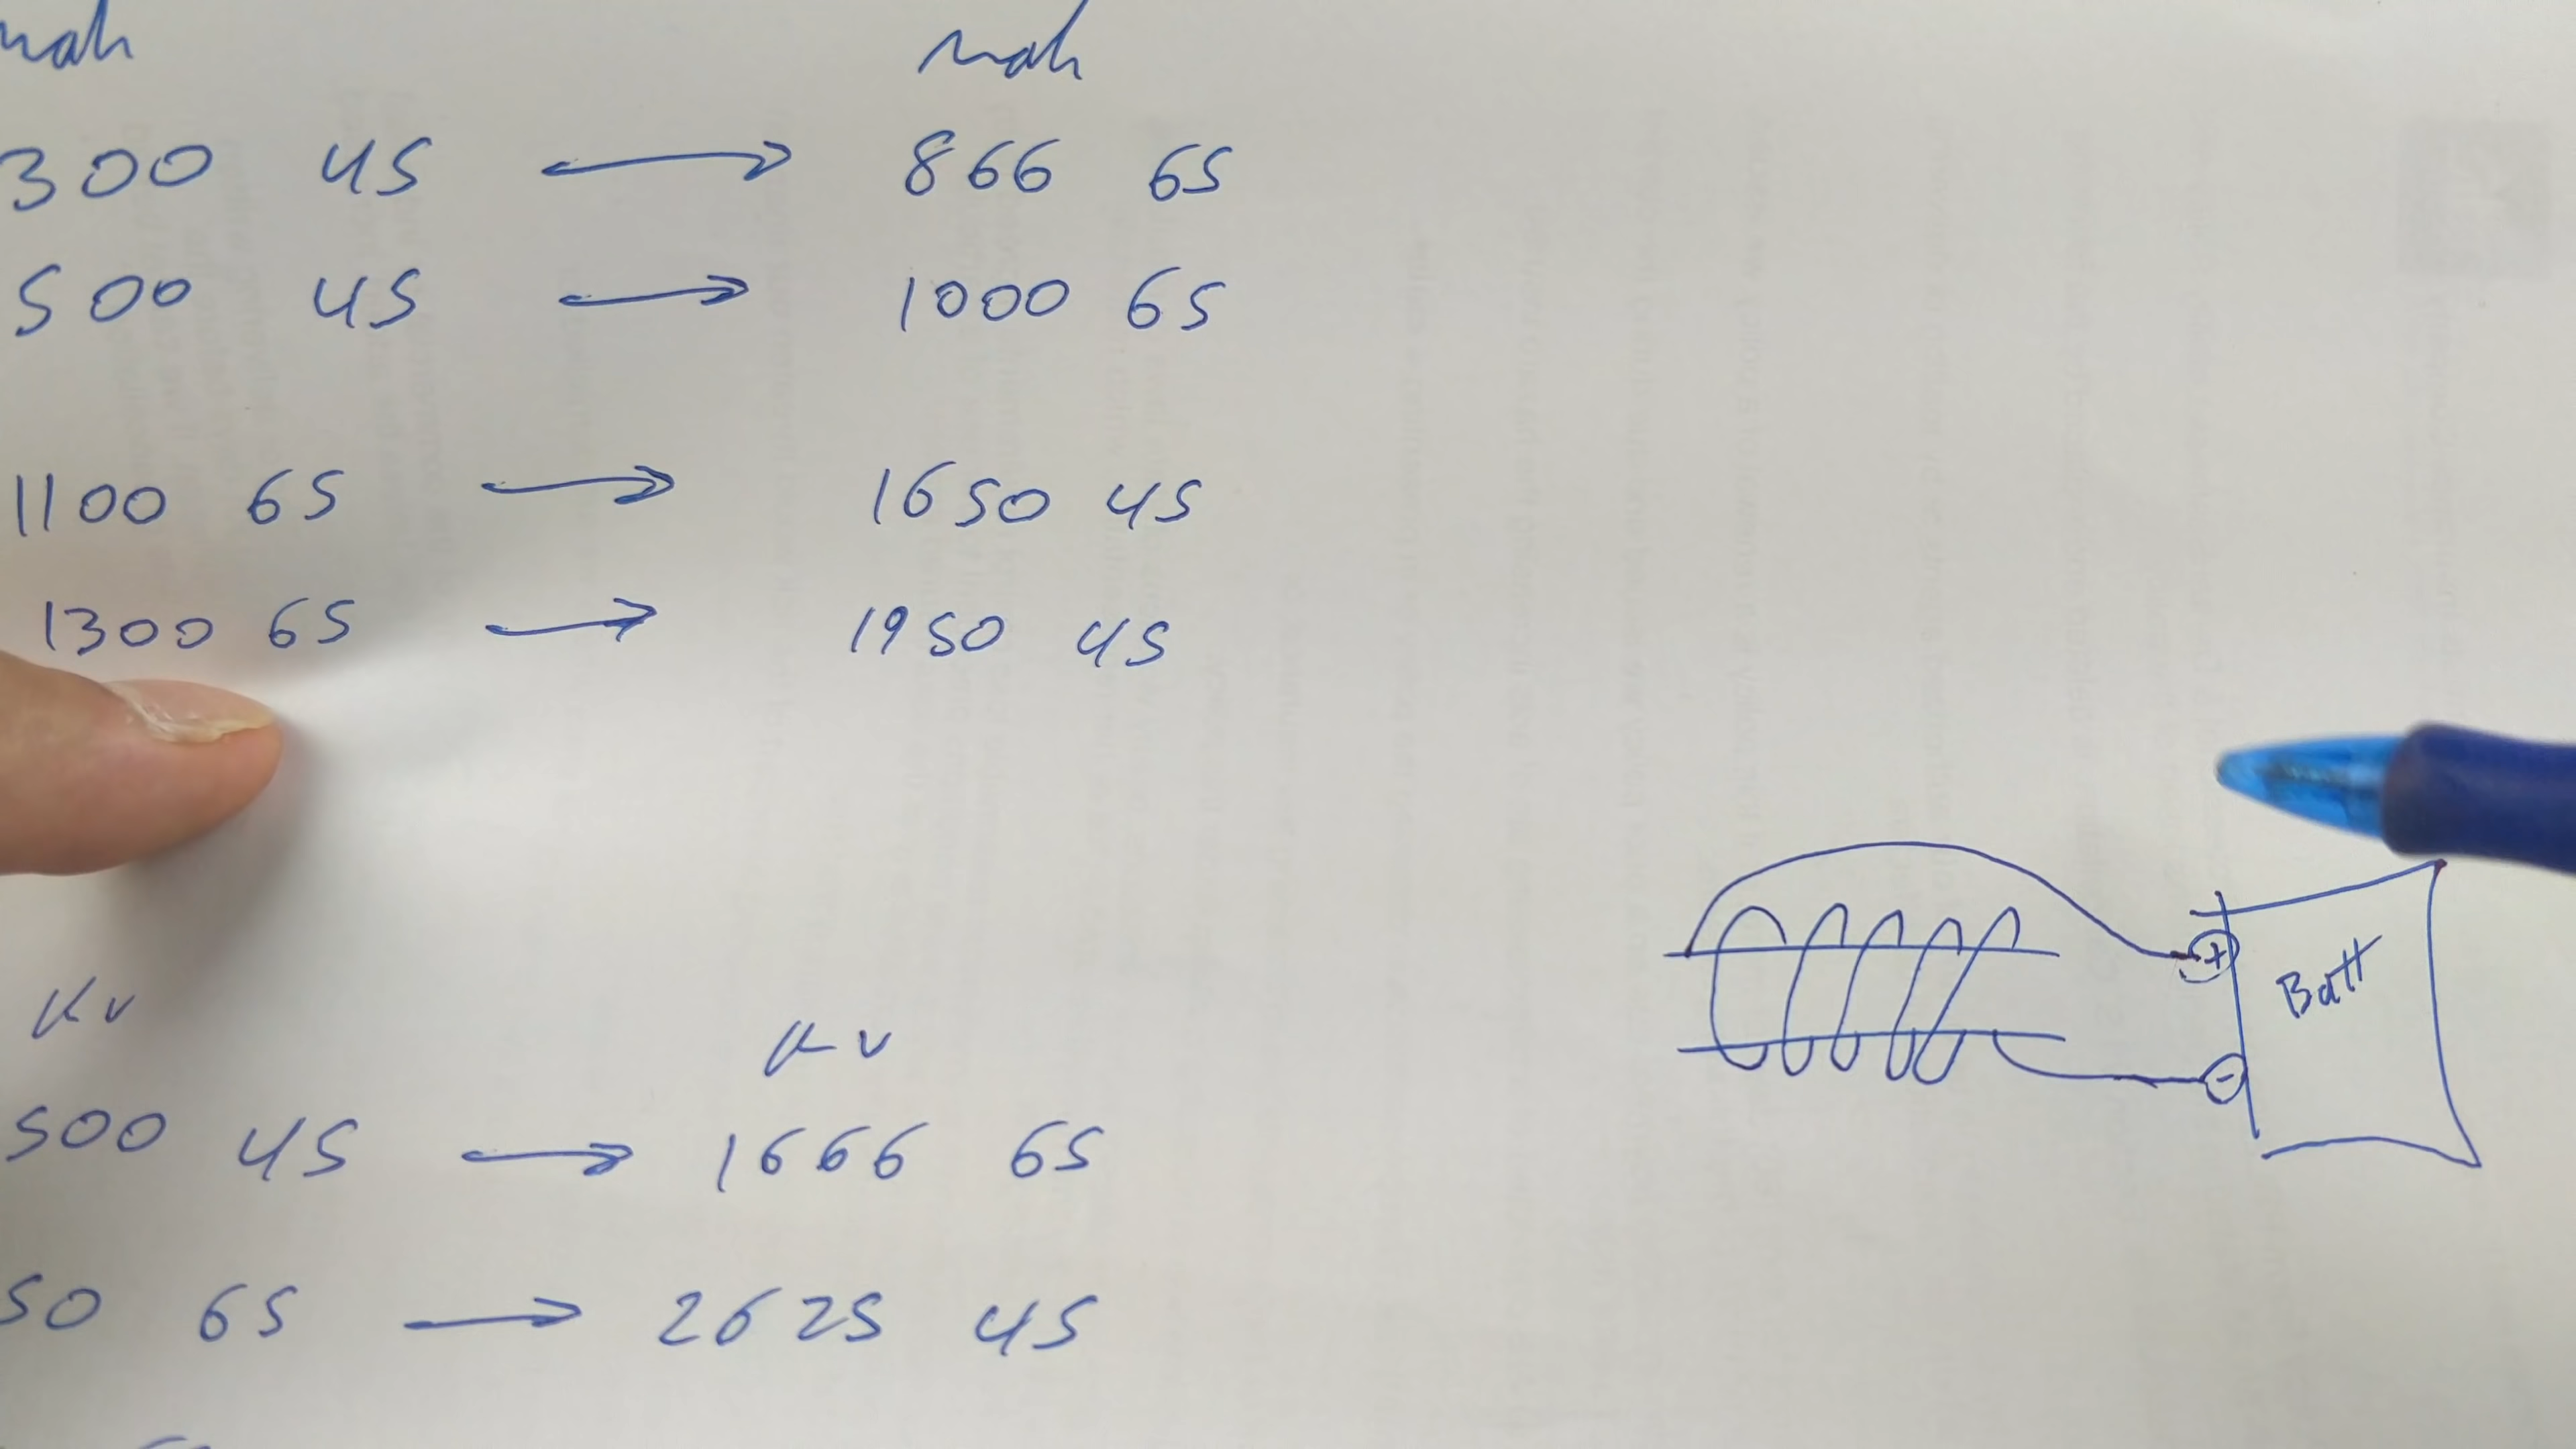 mah mah
300 4S → 866 6S
500 4S → 1000 6S
1100 6S → 1650 4S
1300 6S → 1950 4S
+
Batt
-
Kv
Kv
500 4S → 1666 6S
50 6S → 2625 4S